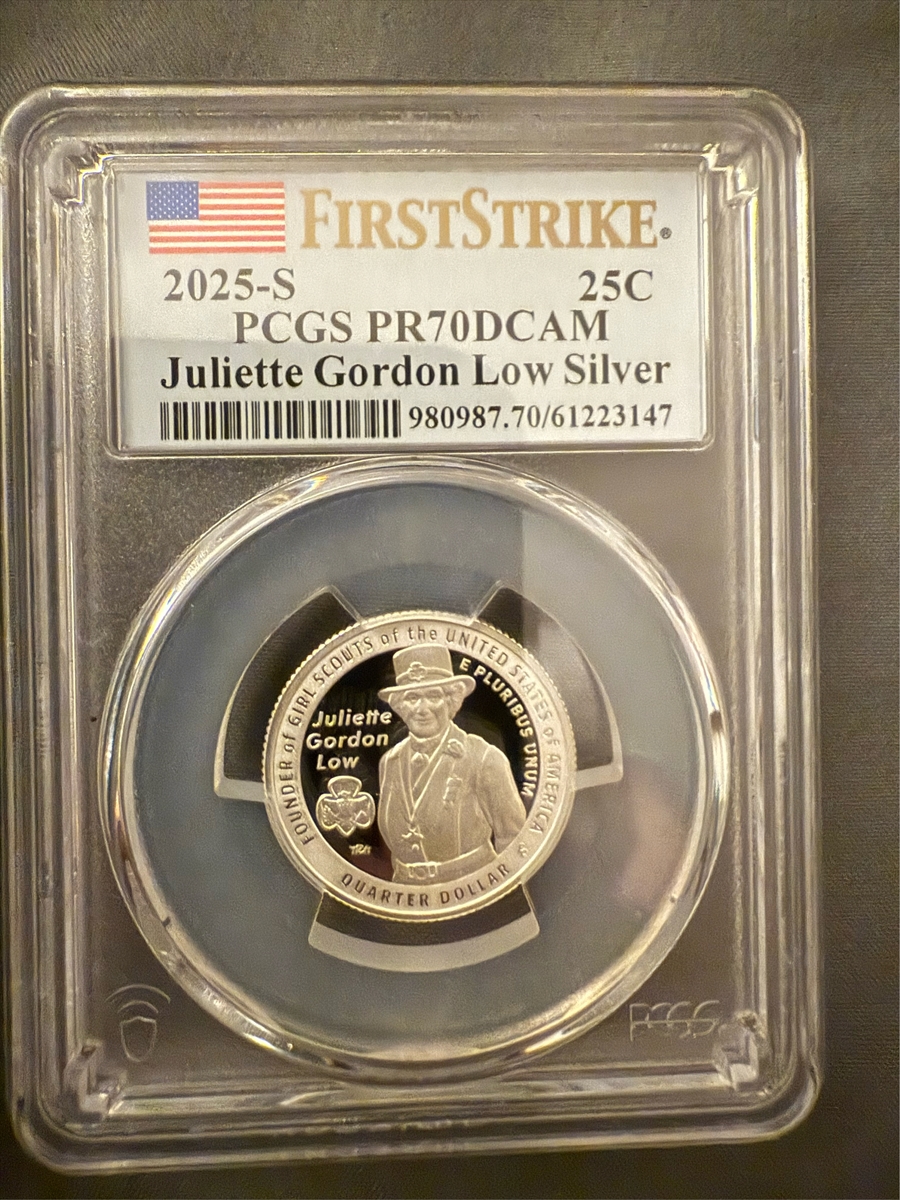 FIRSTSTRIKE®
2025-S 25C
PCGS PR70DCAM
Juliette Gordon Low Silver
980987.70/61223147
FOUNDER of GIRL SCOUTS of the UNITED STATES of AMERICA
E PLURIBUS UNUM
Juliette
Gordon
Low
QUARTER DOLLAR
PCGS